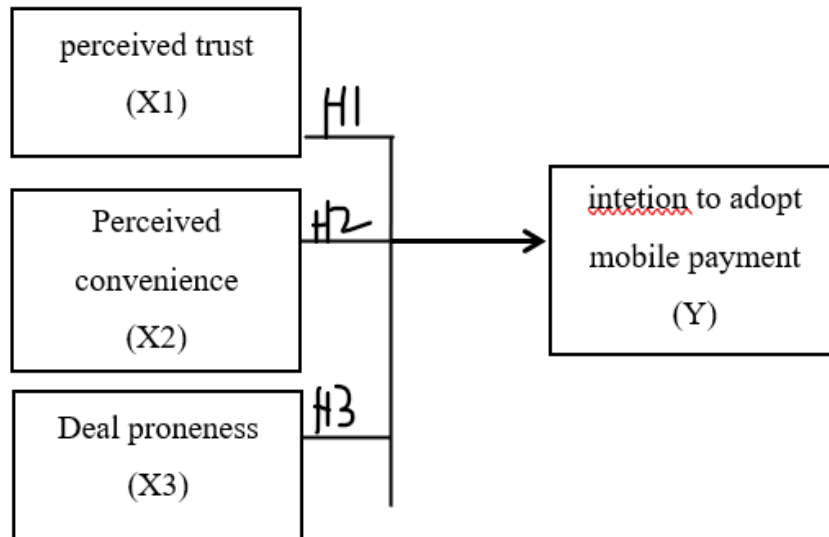 perceived trust
(X1)
H1
Perceived
convenience
(X2)
H2
Deal proneness
(X3)
H3
intetion to adopt
mobile payment
(Y)